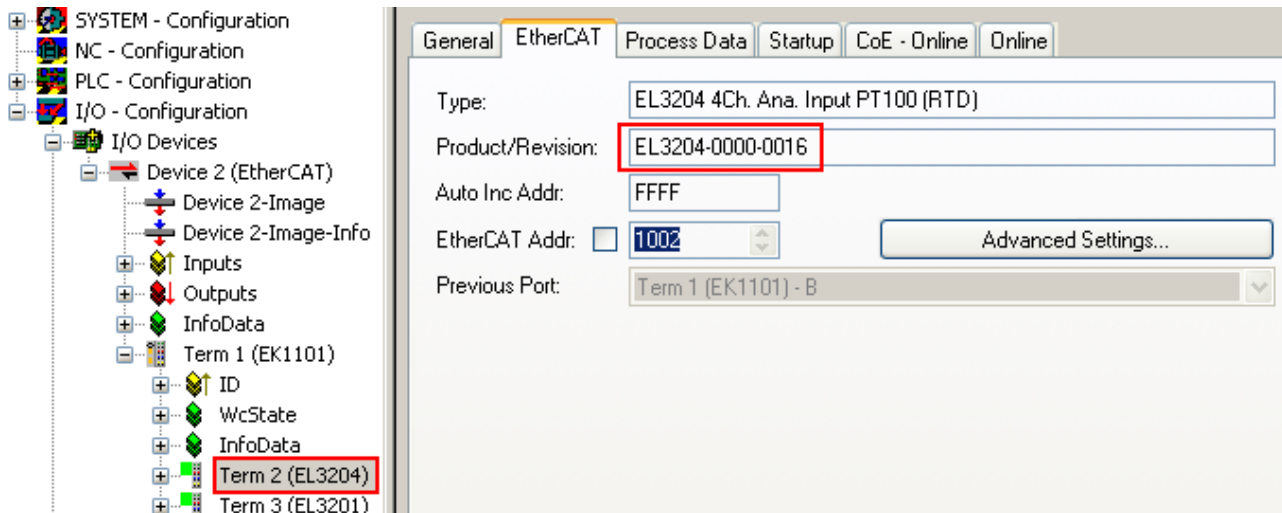 SYSTEM - Configuration
NC - Configuration
PLC - Configuration
I/O - Configuration
I/O Devices
Device 2 (EtherCAT)
Device 2-Image
Device 2-Image-Info
Inputs
Outputs
InfoData
Term 1 (EK1101)
ID
WcState
InfoData
Term 2 (EL3204)
Term 3 (EL3201)
General EtherCAT Process Data Startup CoE - Online Online
Type: EL3204 4Ch. Ana. Input PT100 (RTD)
Product/Revision: EL3204-0000-0016
Auto Inc Addr: FFFF
EtherCAT Addr: 1002 Advanced Settings...
Previous Port: Term 1 (EK1101) - B